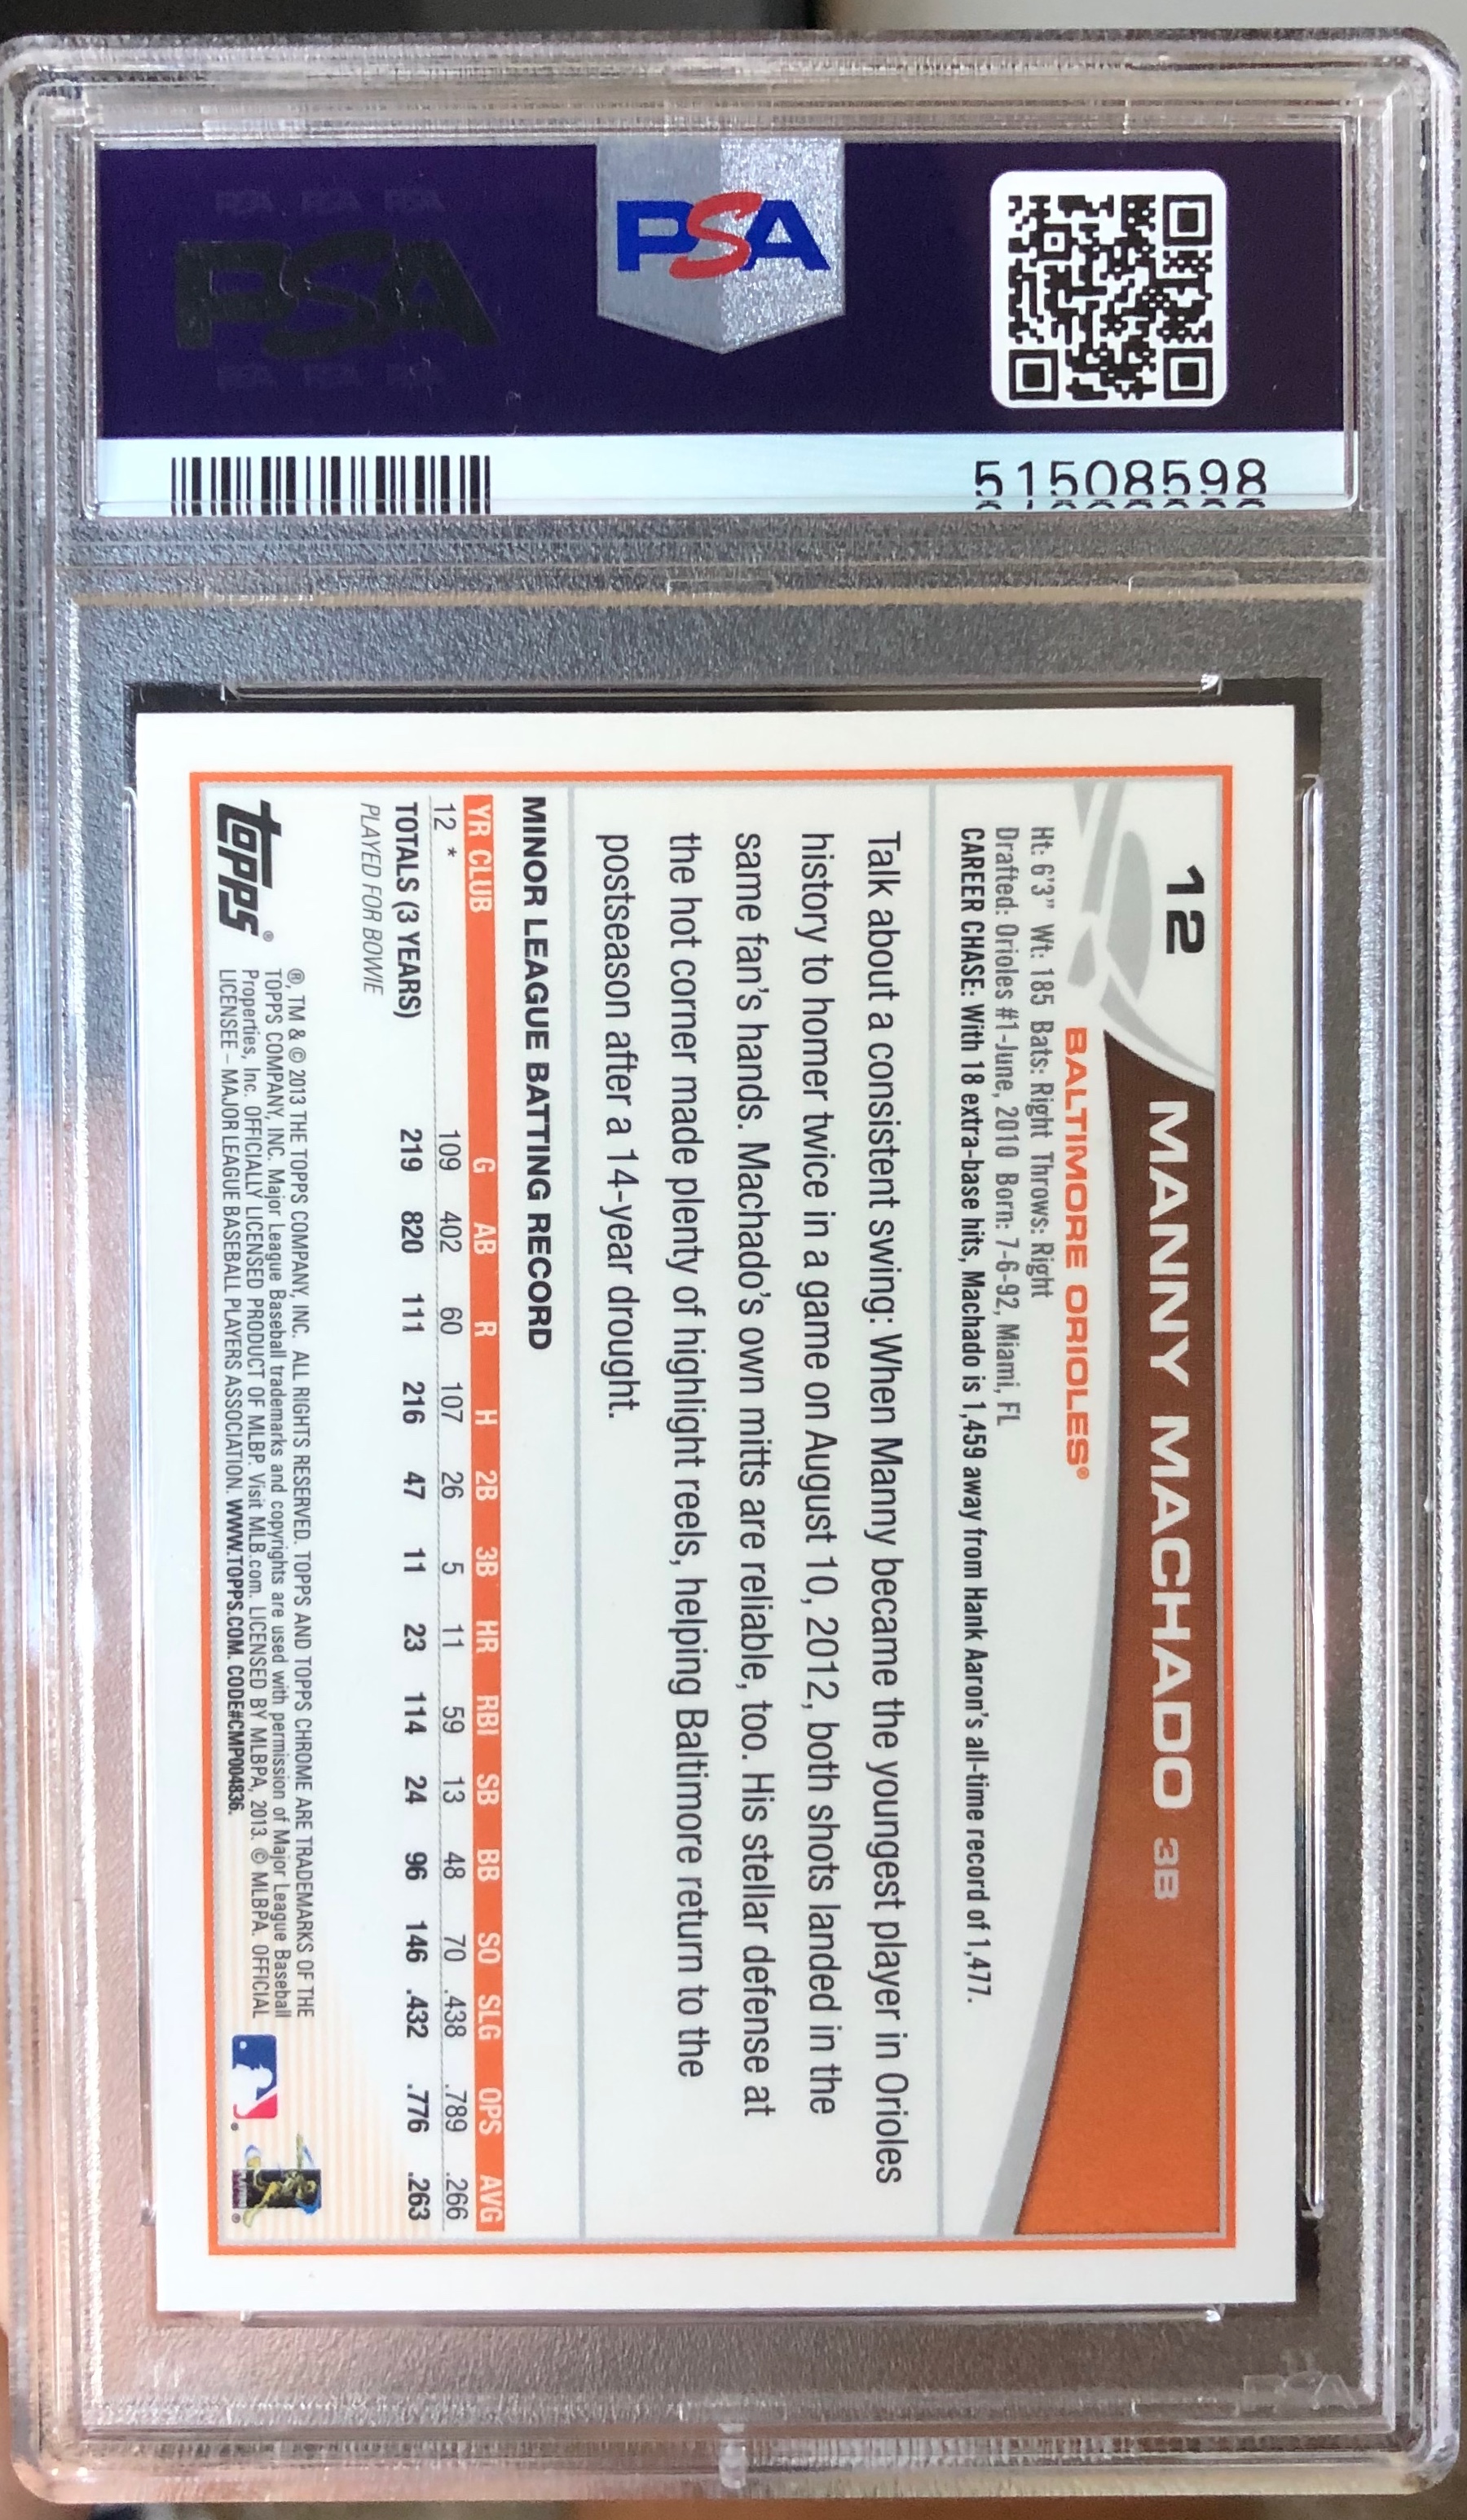 PSA
PSA
51508598
12
MANNY MACHADO 3B
BALTIMORE ORIOLES®
Ht: 6'3" Wt: 185 Bats: Right Throws: Right
Drafted: Orioles #1-June, 2010 Born: 7-6-92, Miami, FL
CAREER CHASE: With 18 extra-base hits, Machado is 1,459 away from Hank Aaron's all-time record of 1,477.
Talk about a consistent swing: When Manny became the youngest player in Orioles
history to homer twice in a game on August 10, 2012, both shots landed in the
same fan's hands. Machado's own mitts are reliable, too. His stellar defense at
the hot corner made plenty of highlight reels, helping Baltimore return to the
postseason after a 14-year drought.
MINOR LEAGUE BATTING RECORD
YR CLUB G AB R H 2B 3B HR RBI SB BB SO SLG OPS AVG
12 * 109 402 60 107 26 5 11 59 13 48 70 .438 .789 .266
TOTALS (3 YEARS) 219 820 111 216 47 11 23 114 24 96 146 .432 .776 .263
PLAYED FOR BOWIE
topps®
®, TM & © 2013 THE TOPPS COMPANY, INC. ALL RIGHTS RESERVED. TOPPS AND TOPPS CHROME ARE TRADEMARKS OF THE
TOPPS COMPANY, INC. Major League Baseball trademarks and copyrights are used with permission of Major League Baseball
Properties, Inc. OFFICIALLY LICENSED PRODUCT OF MLBP. Visit MLB.com. LICENSED BY MLBPA, 2013. © MLBPA. OFFICIAL
LICENSEE – MAJOR LEAGUE BASEBALL PLAYERS ASSOCIATION. WWW.TOPPS.COM. CODE#CMP004836.
PSA